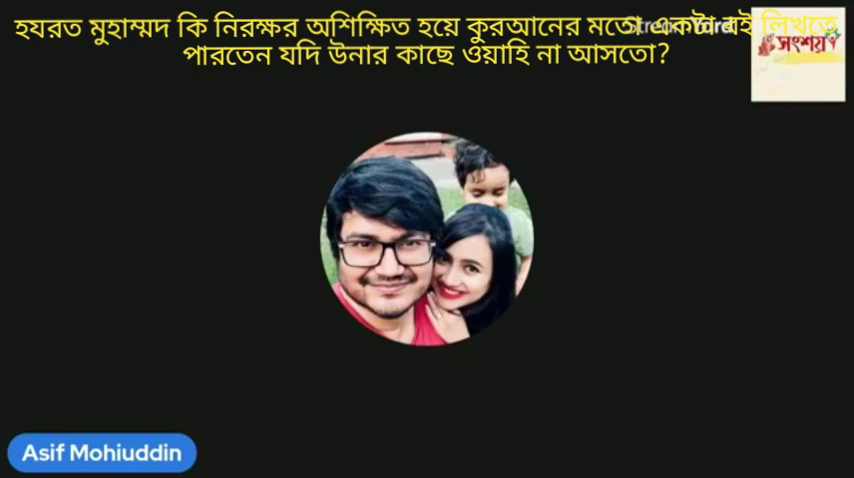 হযরত মুহাম্মদ কি নিরক্ষর অশিক্ষিত হয়ে কুরআনের মতো একটা বই লিখতে
পারতেন যদি উনার কাছে ওয়াহি না আসতো?
StreamYard
সংশয়
Asif Mohiuddin